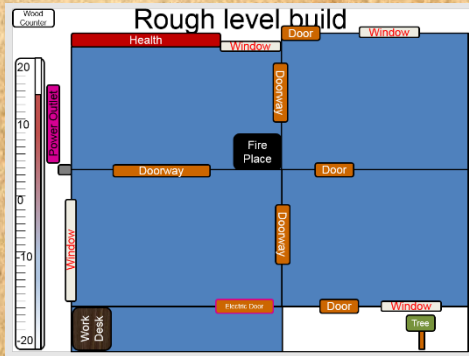 Wood
Counter
Rough level build
Health
Window
Door
Window
20
10
0
-10
-20
Power Outlet
Doorway
Fire
Place
Doorway
Door
Doorway
Window
Work
Desk
Electric Door
Door
Window
Tree